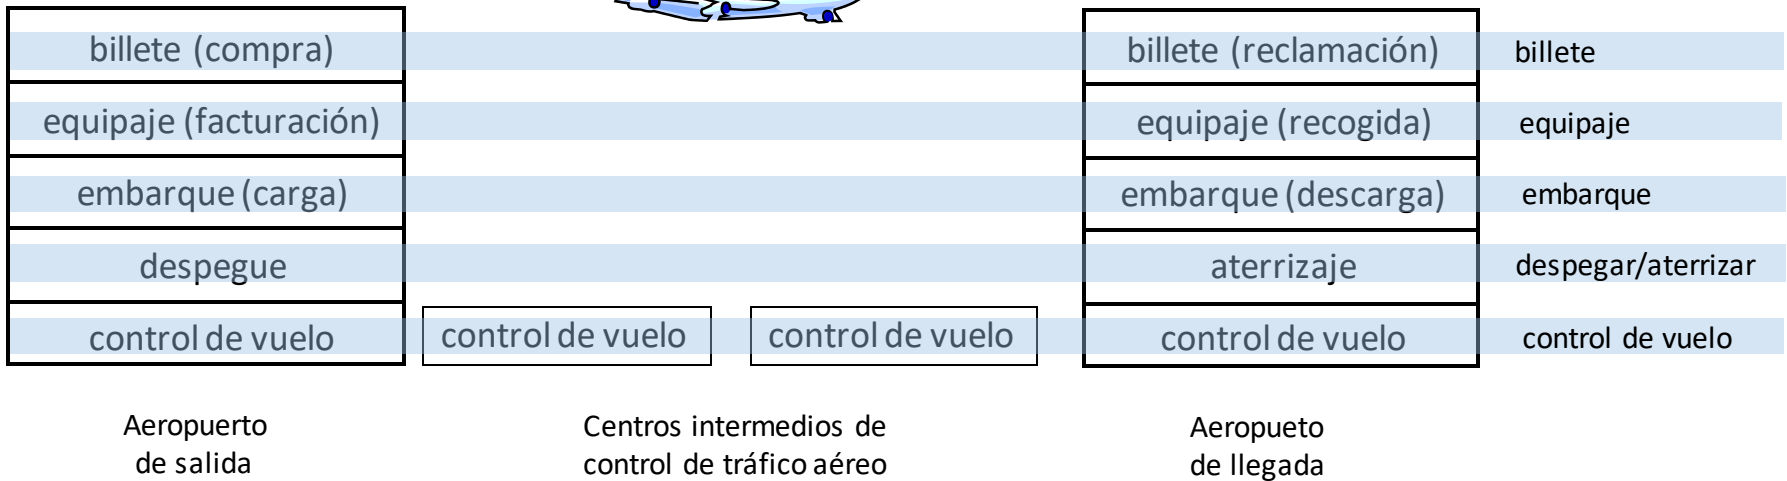 billete (compra)
billete (reclamación)
billete
equipaje (facturación)
equipaje (recogida)
equipaje
embarque (carga)
embarque (descarga)
embarque
despegue
aterrizaje
despegar/aterrizar
control de vuelo
control de vuelo
control de vuelo
control de vuelo
control de vuelo
Aeropuerto
de salida
Centros intermedios de
control de tráfico aéreo
Aeropueto
de llegada